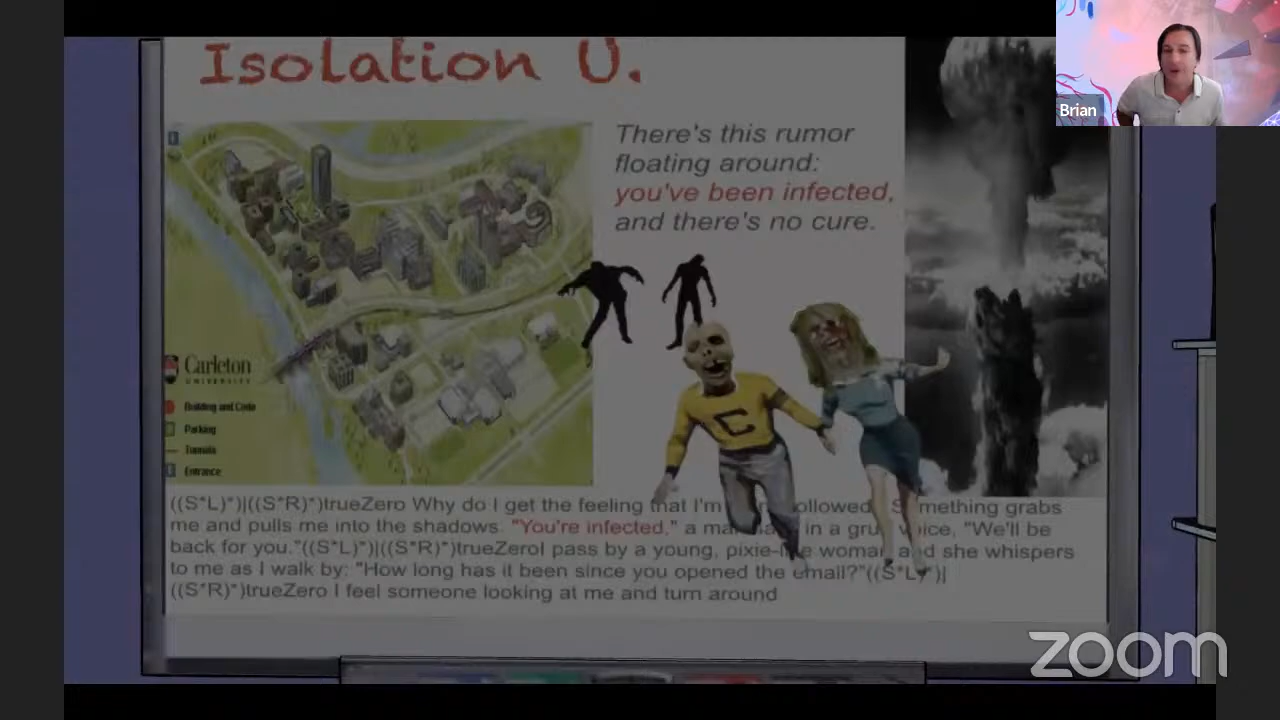 Isolation U.
Brian
There's this rumor
floating around:
you've been infected,
and there's no cure.
Carleton
UNIVERSITY
Building and Code
Parking
Tunnels
Entrance
C
((S*L)*)|((S*R)*)trueZero Why do I get the feeling that I'm followed. Something grabs
me and pulls me into the shadows. "You're infected," a man in a gruff voice, "We'll be
back for you."((S*L)*)|((S*R)*)trueZeroI pass by a young, pixie-like woman and she whispers
to me as I walk by: "How long has it been since you opened the email?"((S*L)*)|
((S*R)*)trueZero I feel someone looking at me and turn around
zoom